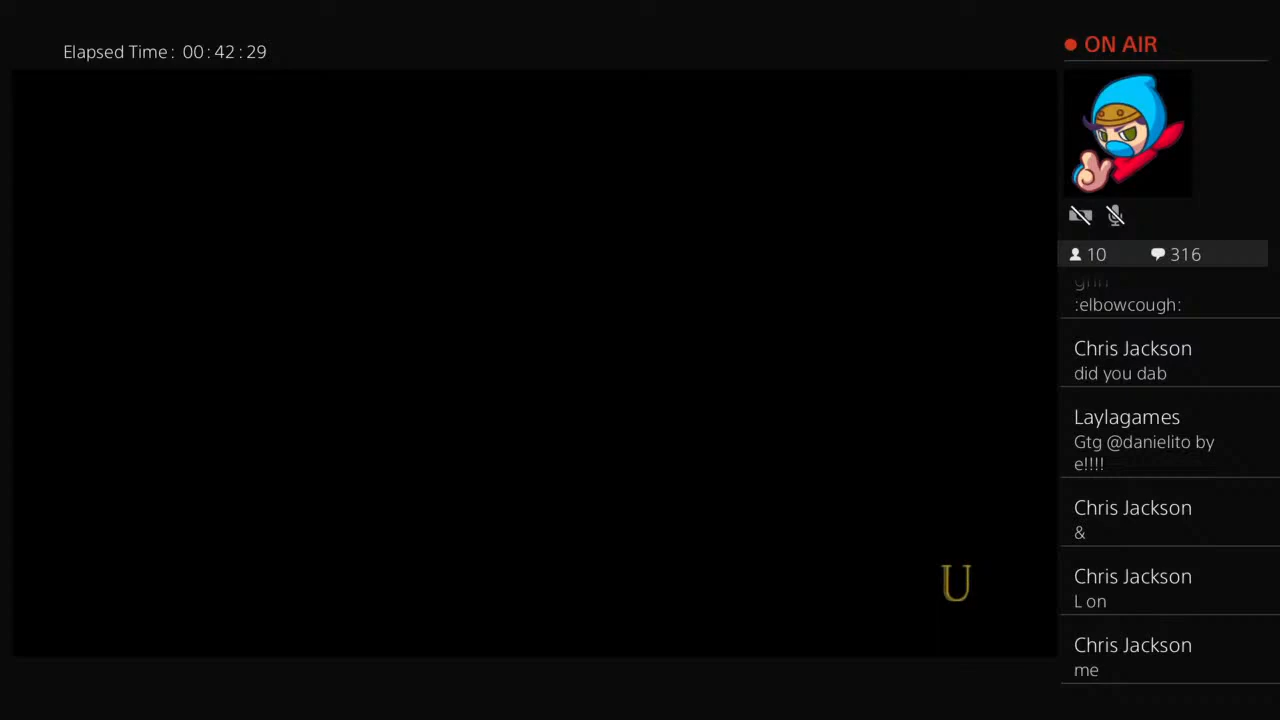 Elapsed Time: 00:42:29
ON AIR
10 316
:elbowcough:
Chris Jackson
did you dab
Laylagames
Gtg @danielito by
e!!!!
Chris Jackson
&
Chris Jackson
L on
Chris Jackson
me
U